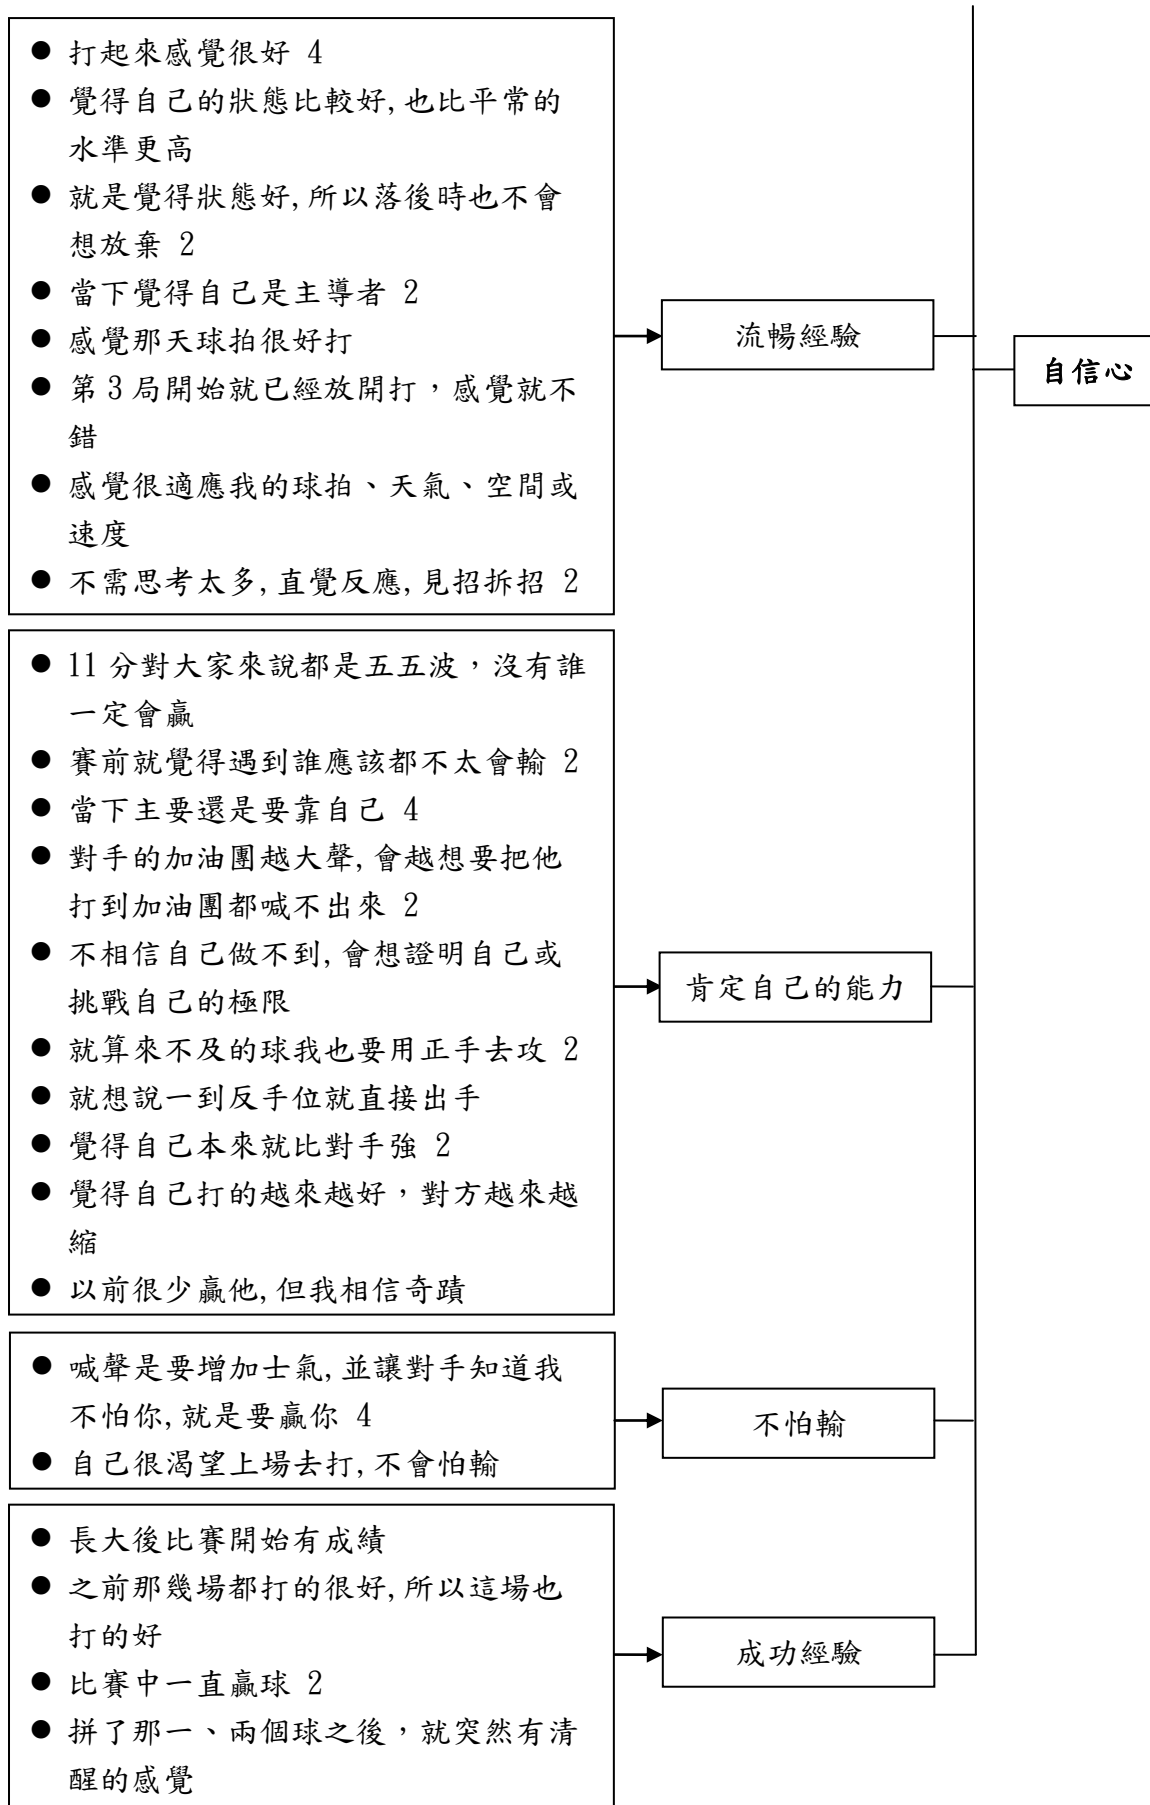 ● 打起來感覺很好 4
● 覺得自己的狀態比較好,也比平常的
水準更高
● 就是覺得狀態好,所以落後時也不會
想放棄 2
● 當下覺得自己是主導者 2
● 感覺那天球拍很好打
● 第 3 局開始就已經放開打，感覺就不
錯
● 感覺很適應我的球拍、天氣、空間或
速度
● 不需思考太多,直覺反應,見招拆招 2
流暢經驗
自信心
● 11 分對大家來說都是五五波，沒有誰
一定會贏
● 賽前就覺得遇到誰應該都不太會輸 2
● 當下主要還是要靠自己 4
● 對手的加油團越大聲,會越想要把他
打到加油團都喊不出來 2
● 不相信自己做不到,會想證明自己或
挑戰自己的極限
● 就算來不及的球我也要用正手去攻 2
● 就想說一到反手位就直接出手
● 覺得自己本來就比對手強 2
● 覺得自己打的越來越好，對方越來越
縮
● 以前很少贏他,但我相信奇蹟
肯定自己的能力
● 喊聲是要增加士氣,並讓對手知道我
不怕你,就是要贏你 4
● 自己很渴望上場去打,不會怕輸
不怕輸
● 長大後比賽開始有成績
● 之前那幾場都打的很好,所以這場也
打的好
● 比賽中一直贏球 2
● 拼了那一、兩個球之後，就突然有清
醒的感覺
成功經驗